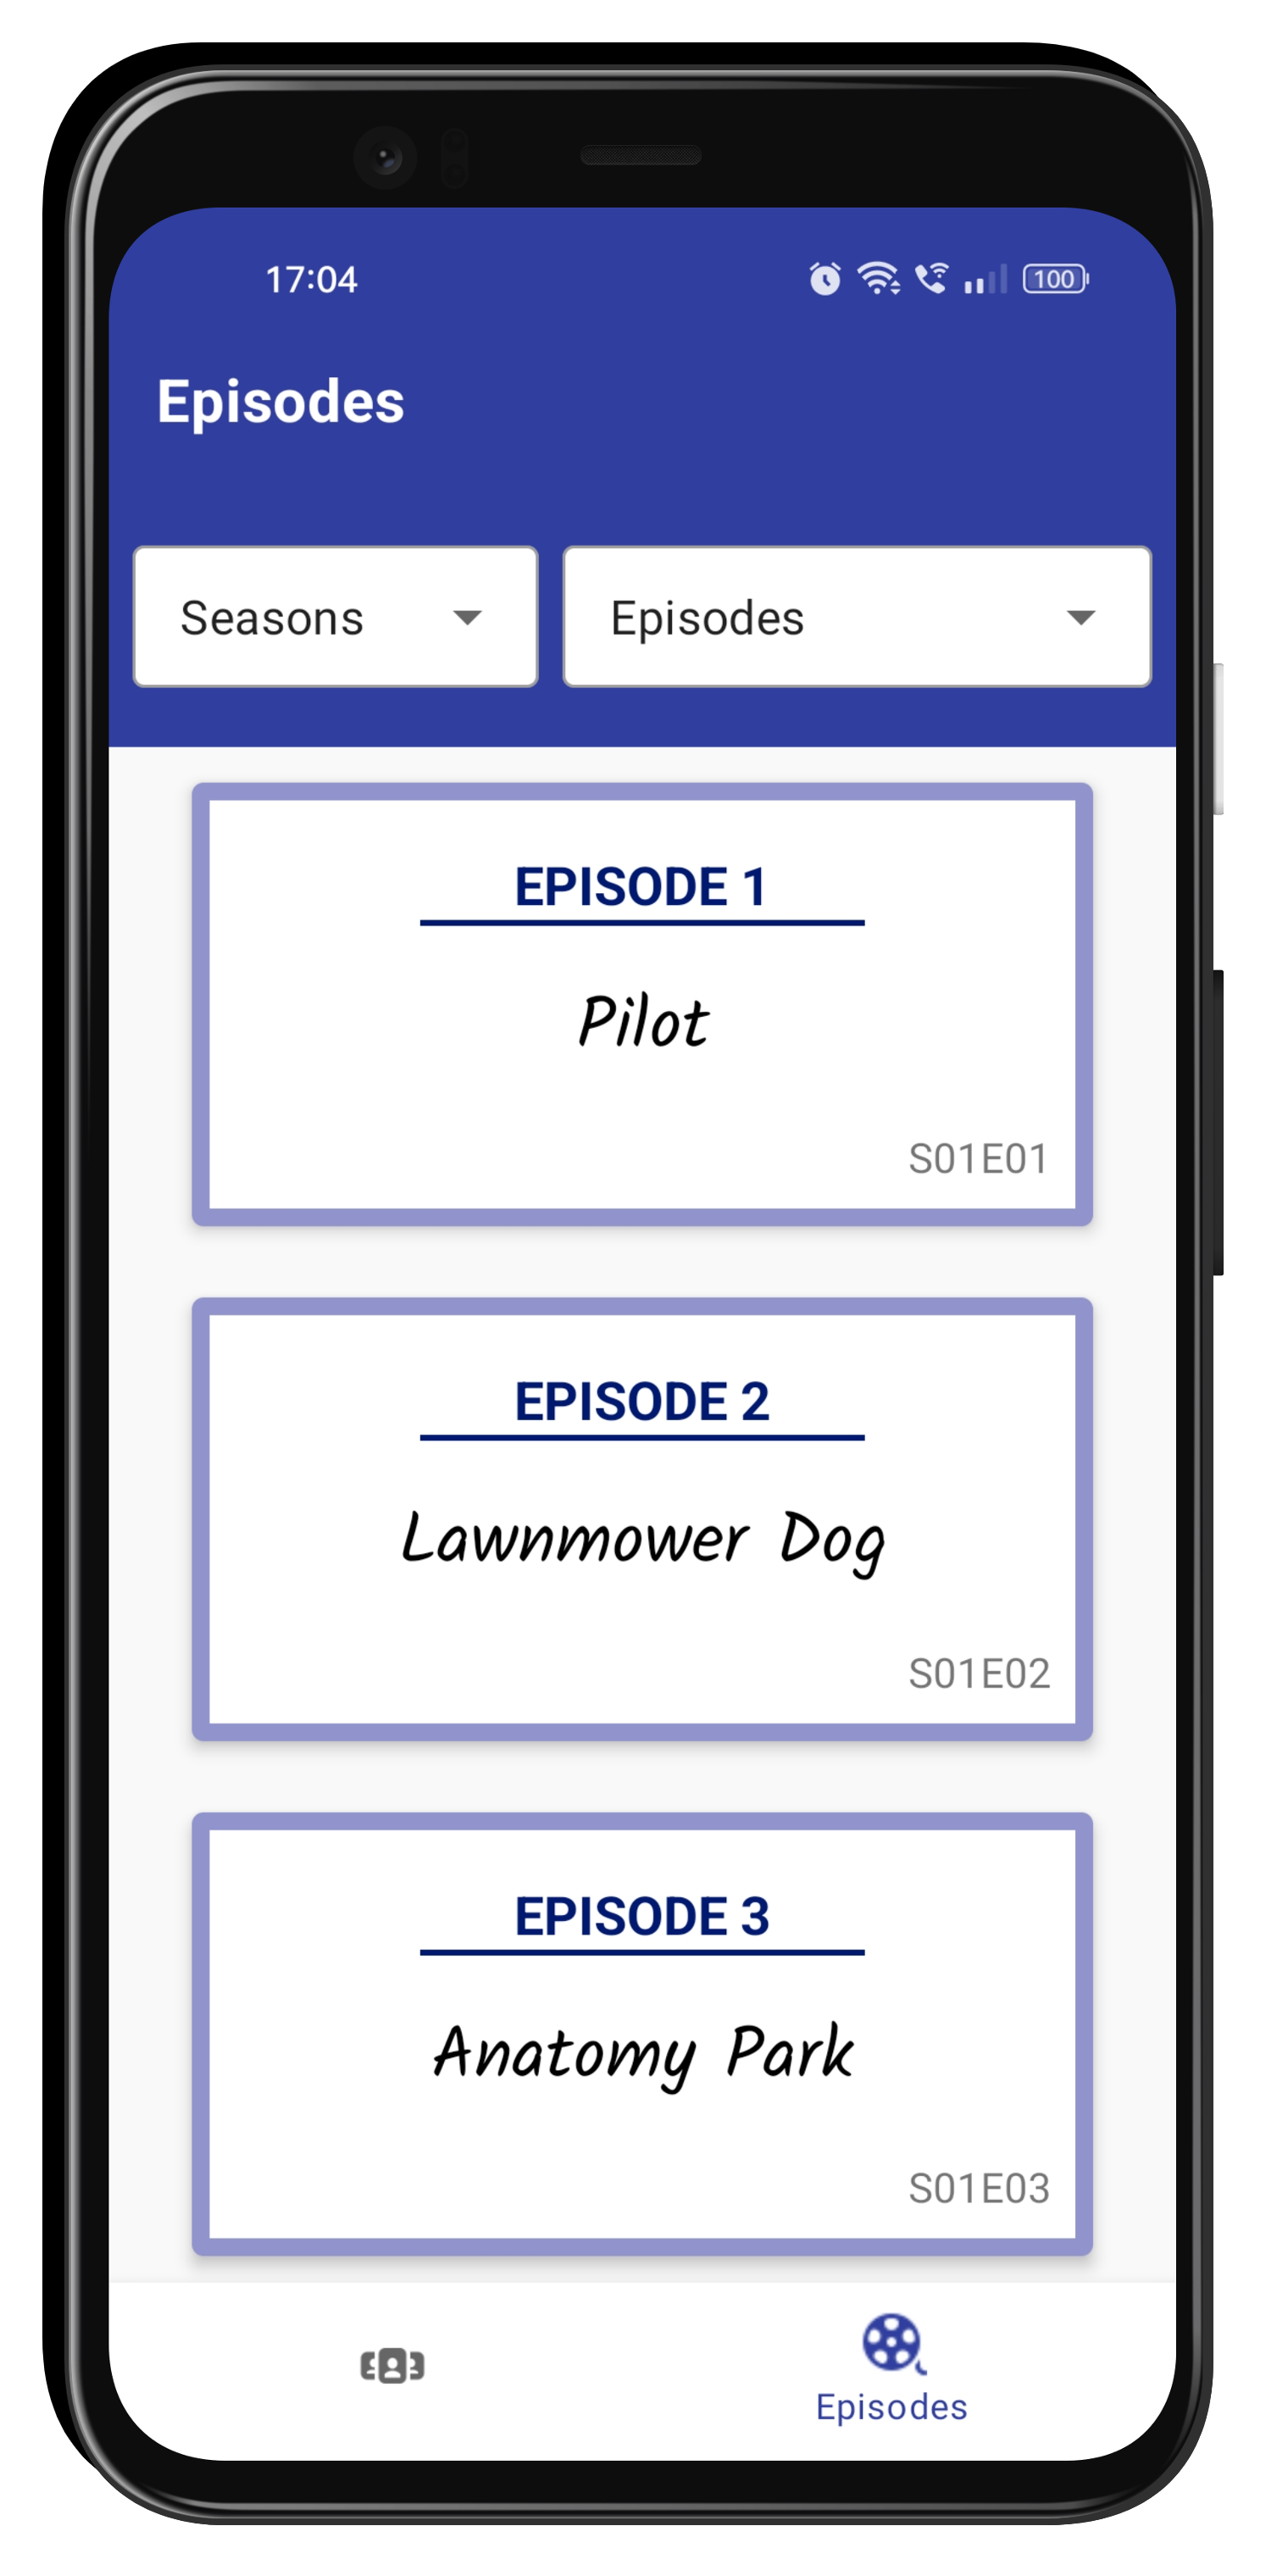 17:04 100
Episodes
Seasons Episodes
EPISODE 1
Pilot
S01E01
EPISODE 2
Lawnmower Dog
S01E02
EPISODE 3
Anatomy Park
S01E03
Episodes